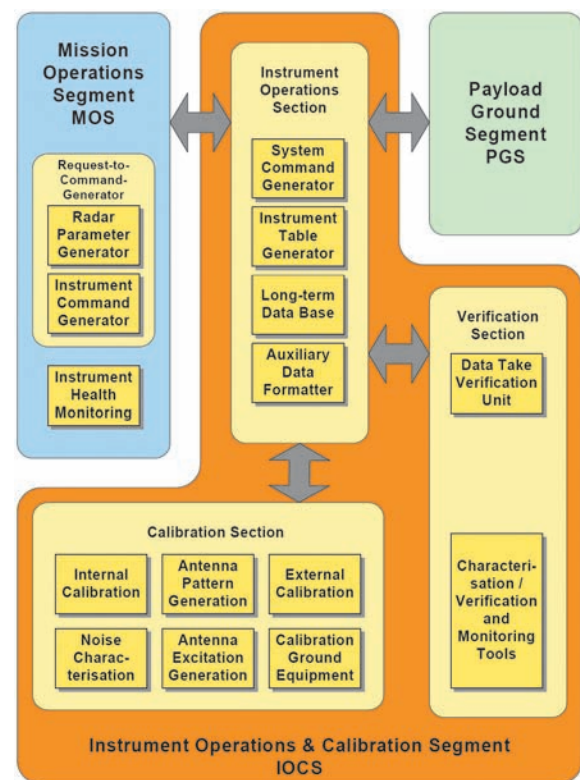 Mission
Operations
Segment
MOS
Request-to-
Command-
Generator
Radar
Parameter
Generator
Instrument
Command
Generator
Instrument
Health
Monitoring
Instrument
Operations
Section
System
Command
Generator
Instrument
Table
Generator
Long-term
Data Base
Auxiliary
Data
Formatter
Payload
Ground
Segment
PGS
Verification
Section
Data Take
Verification
Unit
Characteri-
sation /
Verification
and
Monitoring
Tools
Calibration Section
Internal
Calibration
Antenna
Pattern
Generation
External
Calibration
Noise
Charac-
terisation
Antenna
Excitation
Generation
Calibration
Ground
Equipment
Instrument Operations & Calibration Segment
IOCS